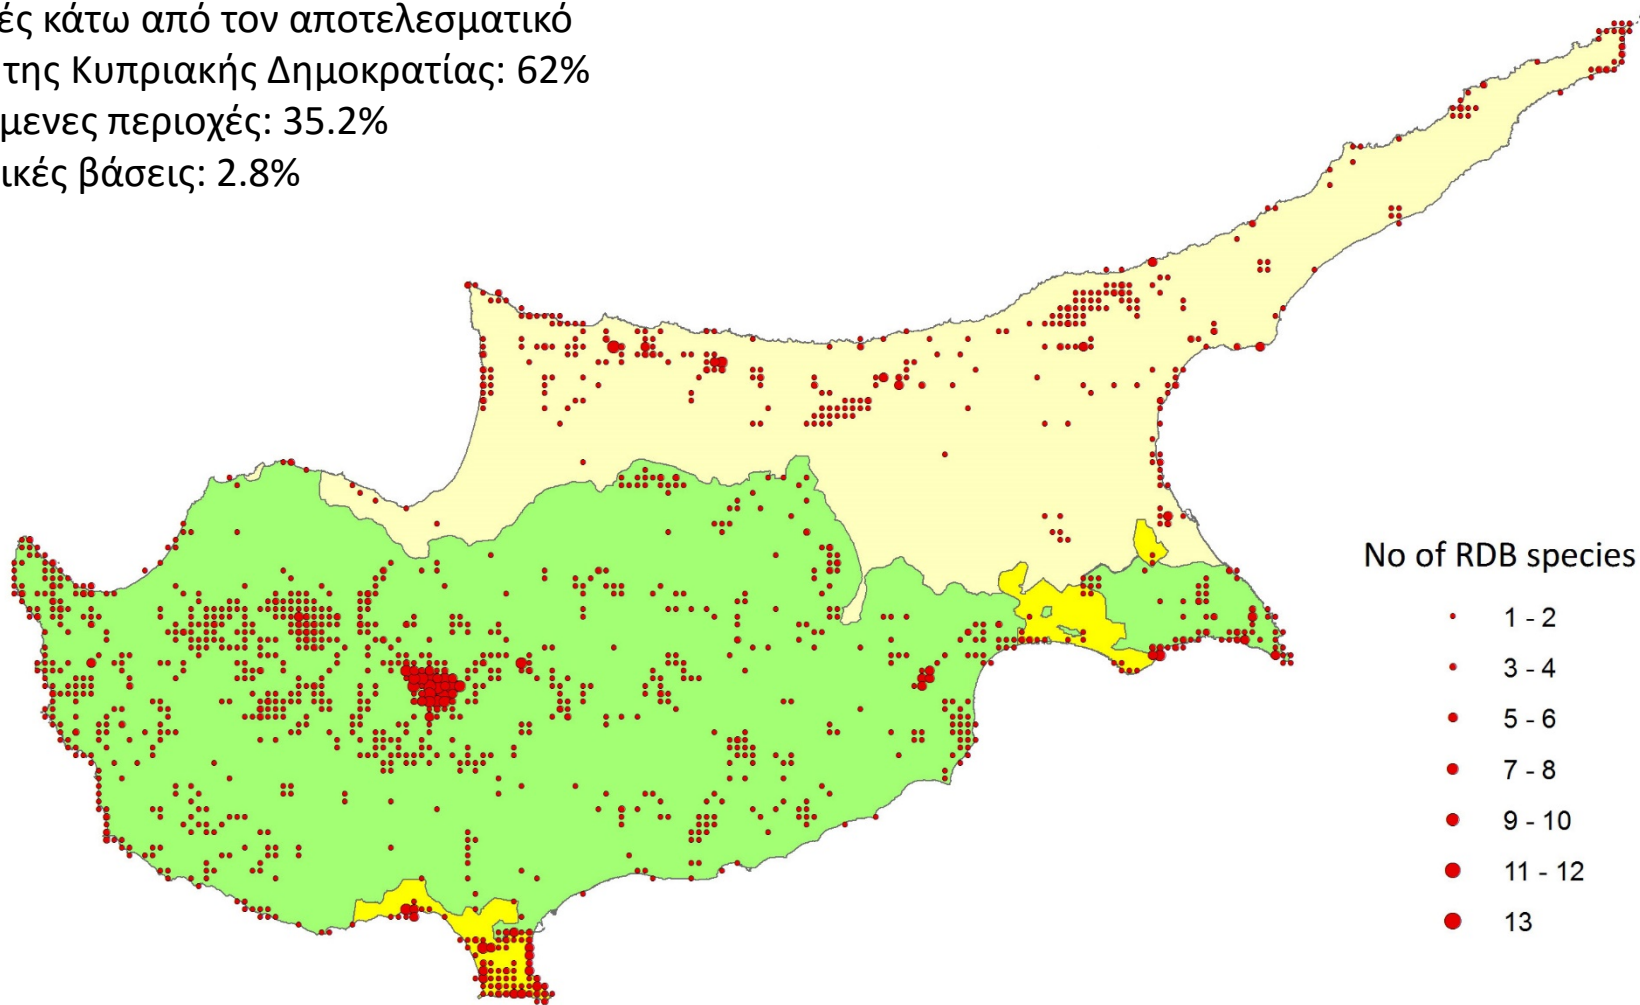 ές κάτω από τον αποτελεσματικό
της Κυπριακής Δημοκρατίας: 62%
μενες περιοχές: 35.2%
ικές βάσεις: 2.8%
No of RDB species
1 - 2
3 - 4
5 - 6
7 - 8
9 - 10
11 - 12
13